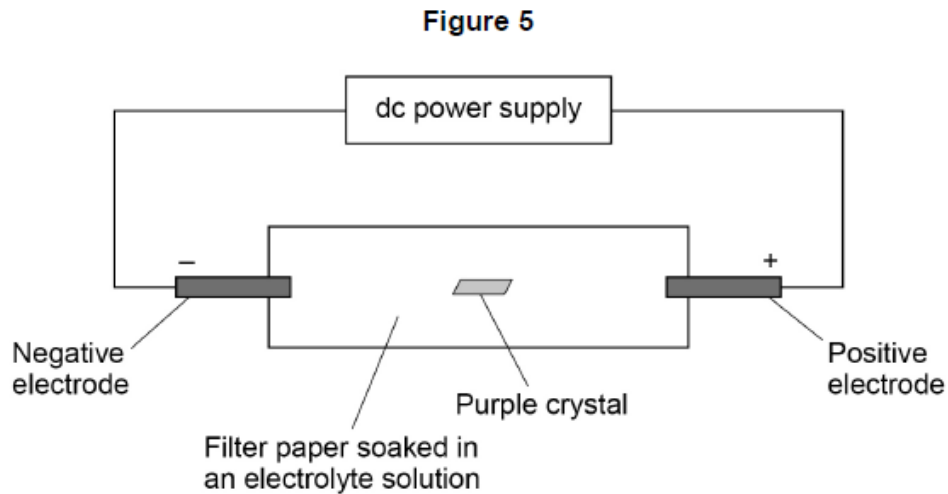 Figure 5
dc power supply
–
+
Negative
electrode
Positive
electrode
Purple crystal
Filter paper soaked in
an electrolyte solution